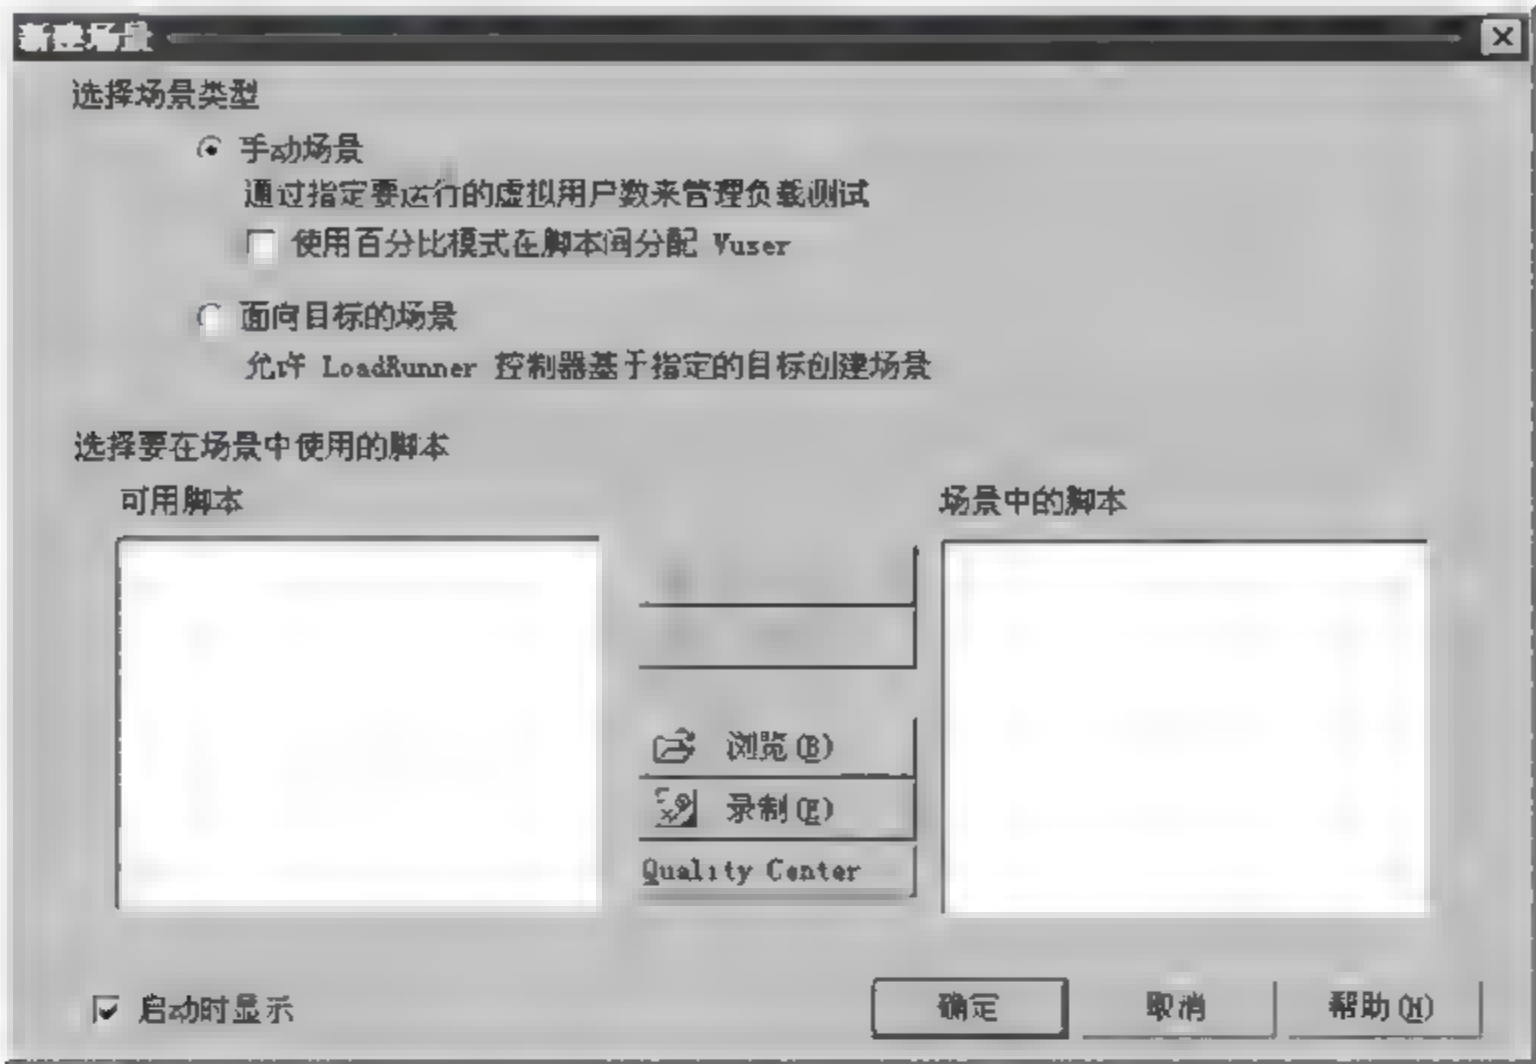 新建场景
选择场景类型
手动场景
通过指定要运行的虚拟用户数来管理负载测试
使用百分比模式在脚本间分配 Vuser
面向目标的场景
允许 LoadRunner 控制器基于指定的目标创建场景
选择要在场景中使用的脚本
可用脚本
场景中的脚本
浏览(B)
录制(E)
Quality Center
启动时显示
确定
取消
帮助(H)